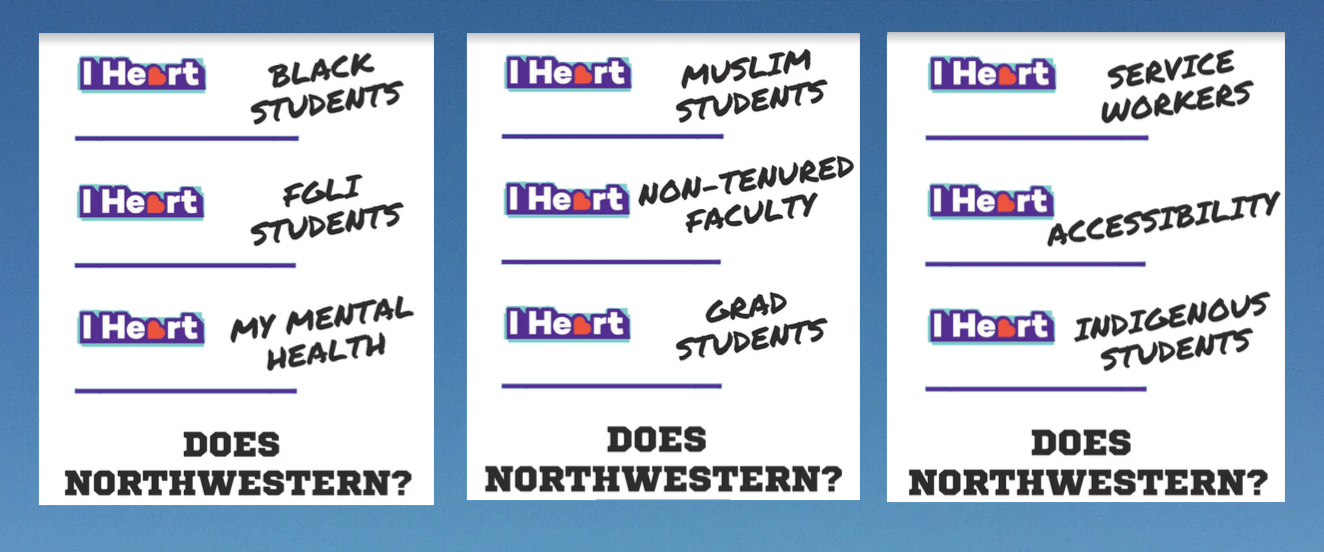 I Heart BLACK
STUDENTS
I Heart FGLI
STUDENTS
I Heart MY MENTAL
HEALTH
DOES
NORTHWESTERN?
I Heart MUSLIM
STUDENTS
I Heart NON-TENURED
FACULTY
I Heart GRAD
STUDENTS
DOES
NORTHWESTERN?
I Heart SERVICE
WORKERS
I Heart ACCESSIBILITY
I Heart INDIGENOUS
STUDENTS
DOES
NORTHWESTERN?